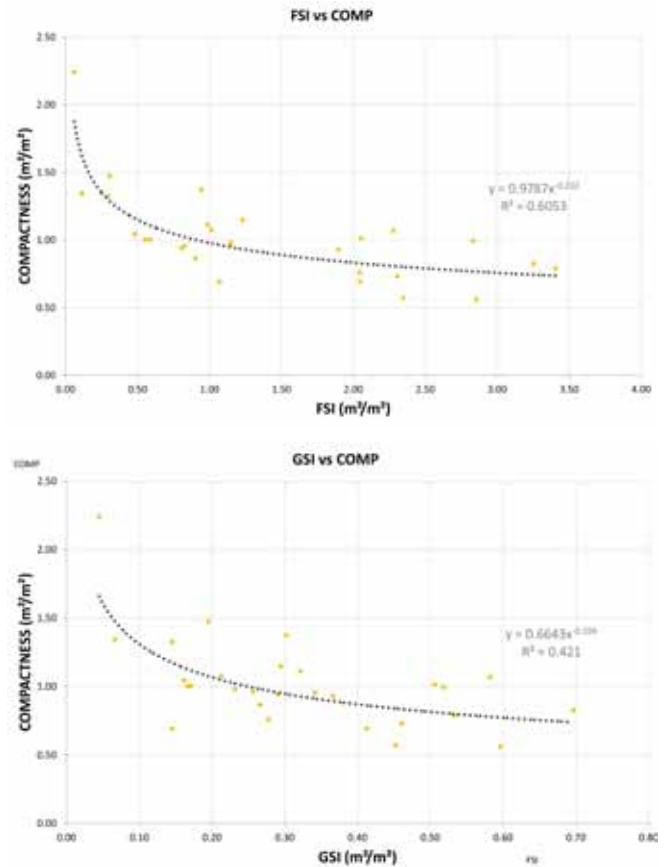 FSI vs COMP
2.50
2.00
1.50
1.00
0.50
0.00
COMPACTNESS (m²/m²)
y = 0.9787x
R² = 0.6053
0.00 0.50 1.00 1.50 2.00 2.50 3.00 3.50 4.00
FSI (m²/m²)
GSI vs COMP
COMP
2.50
2.00
1.50
1.00
0.50
0.00
COMPACTNESS (m²/m²)
y = 0.6643x
R² = 0.421
0.00 0.10 0.20 0.30 0.40 0.50 0.60 0.70 0.80
GSI (m²/m²)